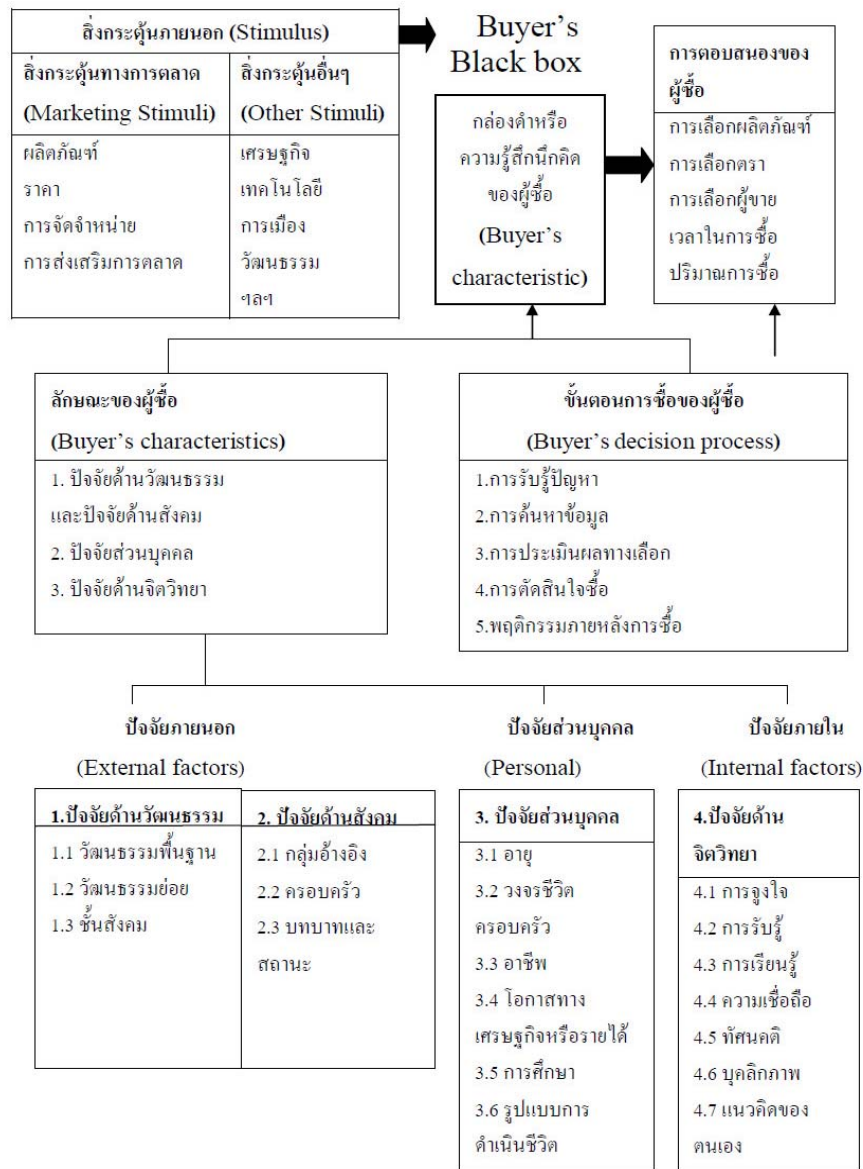 สิ่งกระตุ้นภายนอก (Stimulus)
สิ่งกระตุ้นทางการตลาด
(Marketing Stimuli)
ผลิตภัณฑ์
ราคา
การจัดจำหน่าย
การส่งเสริมการตลาด
สิ่งกระตุ้นอื่นๆ
(Other Stimuli)
เศรษฐกิจ
เทคโนโลยี
การเมือง
วัฒนธรรม
ฯลฯ
Buyer's
Black box
กล่องดำหรือ
ความรู้สึกนึกคิด
ของผู้ซื้อ
(Buyer's
characteristic)
การตอบสนองของ
ผู้ซื้อ
การเลือกผลิตภัณฑ์
การเลือกตรา
การเลือกผู้ขาย
เวลาในการซื้อ
ปริมาณการซื้อ
ลักษณะของผู้ซื้อ
(Buyer's characteristics)
1. ปัจจัยด้านวัฒนธรรม
และปัจจัยด้านสังคม
2. ปัจจัยส่วนบุคคล
3. ปัจจัยด้านจิตวิทยา
ขั้นตอนการซื้อของผู้ซื้อ
(Buyer's decision process)
1.การรับรู้ปัญหา
2.การค้นหาข้อมูล
3.การประเมินผลทางเลือก
4.การตัดสินใจซื้อ
5.พฤติกรรมภายหลังการซื้อ
ปัจจัยภายนอก
(External factors)
1.ปัจจัยด้านวัฒนธรรม
1.1 วัฒนธรรมพื้นฐาน
1.2 วัฒนธรรมย่อย
1.3 ชั้นสังคม
2. ปัจจัยด้านสังคม
2.1 กลุ่มอ้างอิง
2.2 ครอบครัว
2.3 บทบาทและ
สถานะ
ปัจจัยส่วนบุคคล
(Personal)
3. ปัจจัยส่วนบุคคล
3.1 อายุ
3.2 วงจรชีวิต
ครอบครัว
3.3 อาชีพ
3.4 โอกาสทาง
เศรษฐกิจหรือรายได้
3.5 การศึกษา
3.6 รูปแบบการ
ดำเนินชีวิต
ปัจจัยภายใน
(Internal factors)
4.ปัจจัยด้าน
จิตวิทยา
4.1 การจูงใจ
4.2 การรับรู้
4.3 การเรียนรู้
4.4 ความเชื่อถือ
4.5 ทัศนคติ
4.6 บุคลิกภาพ
4.7 แนวคิดของ
ตนเอง